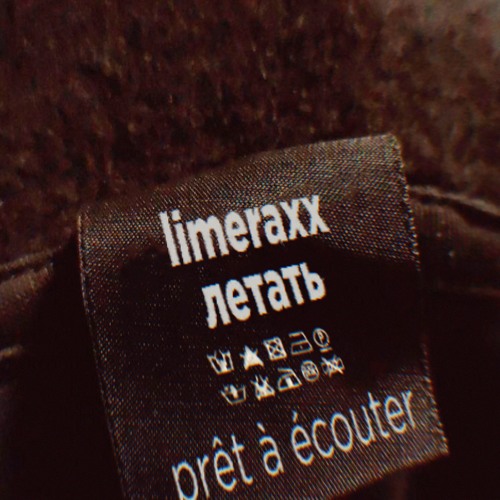 limeraxx
летать
prêt à écouter